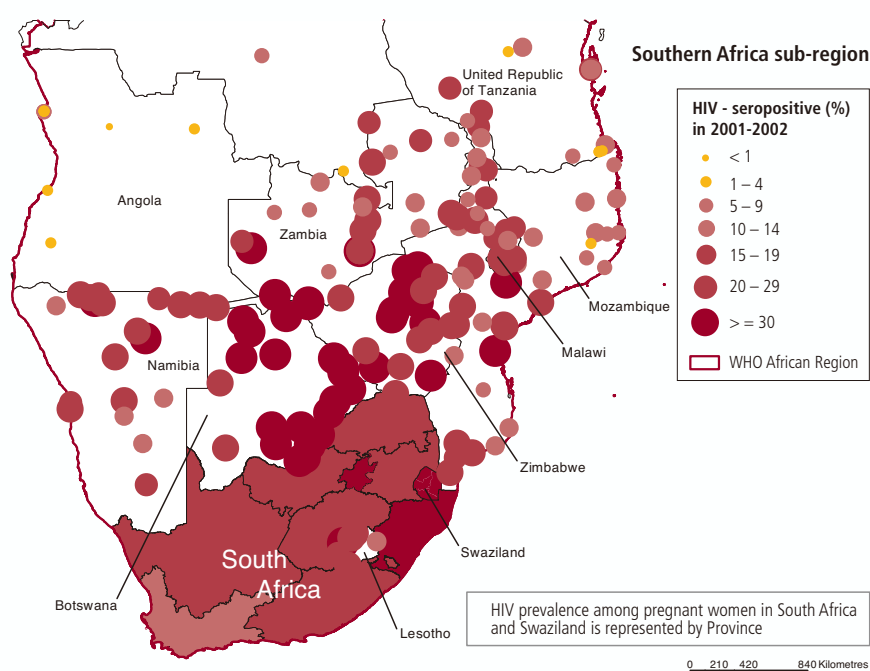 Southern Africa sub-region
United Republic
of Tanzania
HIV - seropositive (%)
in 2001-2002
< 1
1 – 4
5 – 9
10 – 14
15 – 19
20 – 29
> = 30
WHO African Region
Angola
Zambia
Mozambique
Malawi
Namibia
Zimbabwe
Swaziland
South
Africa
Botswana
Lesotho
HIV prevalence among pregnant women in South Africa
and Swaziland is represented by Province
0 210 420 840 Kilometres